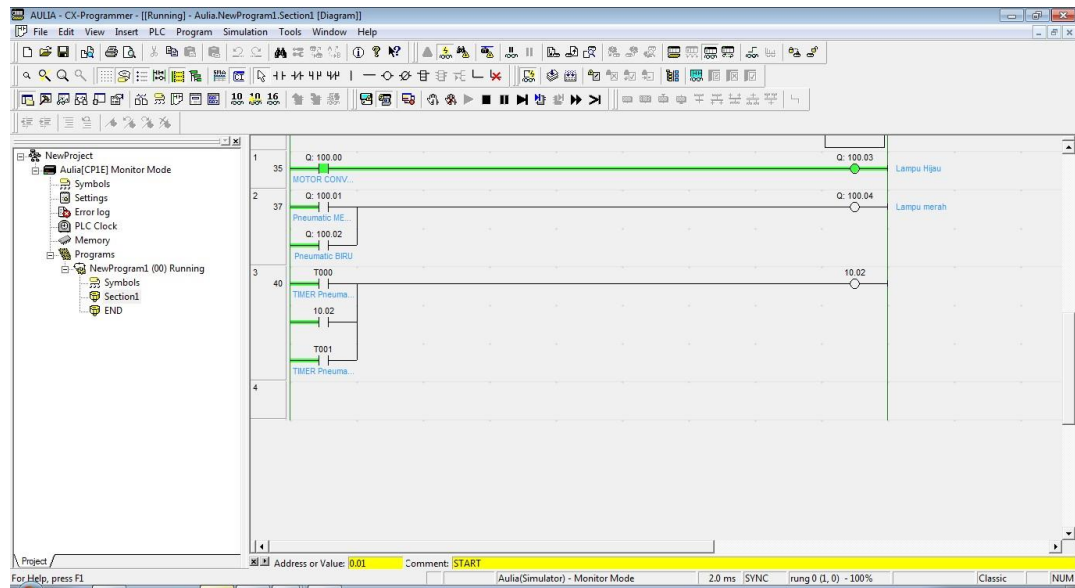 AULIA - CX-Programmer - [[Running] - Aulia.NewProgram1.Section1 [Diagram]]
File Edit View Insert PLC Program Simulation Tools Window Help
10 10 16
NewProject
Aulia[CP1E] Monitor Mode
Symbols
Settings
Error log
PLC Clock
Memory
Programs
NewProgram1 (00) Running
Symbols
Section1
END
1
35
Q: 100.00
MOTOR CONV...
Q: 100.03
Lampu Hijau
2
37
Q: 100.01
Pneumatic ME...
Q: 100.04
Lampu merah
Q: 100.02
Pneumatic BIRU
3
40
T000
TIMER Pneuma...
10.02
10.02
T001
TIMER Pneuma...
4
Project
Address or Value: 0.01 Comment: START
For Help, press F1 Aulia(Simulator) - Monitor Mode 2.0 ms SYNC rung 0 (1, 0) - 100% Classic NUM